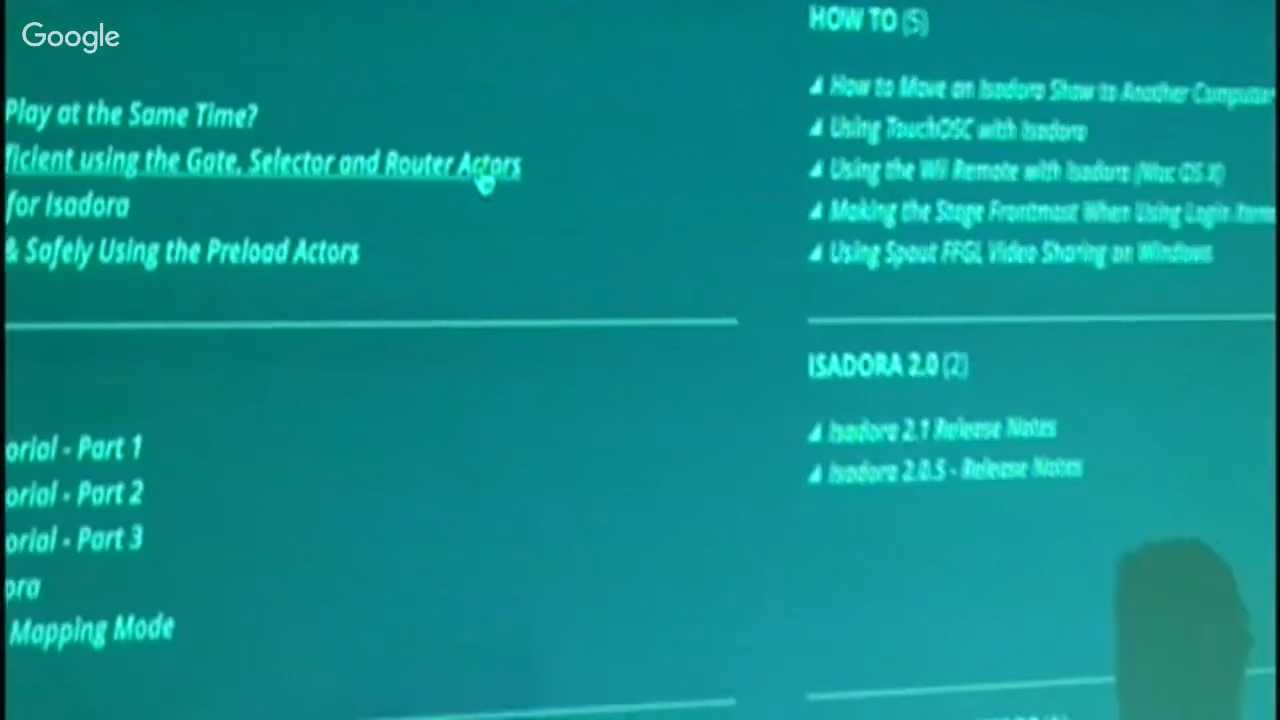 Google
Play at the Same Time?
ficient using the Gate, Selector and Router Actors
for Isadora
& Safely Using the Preload Actors
orial - Part 1
orial - Part 2
orial - Part 3
ora
Mapping Mode
HOW TO (5)
How to Move an Isadora Show to Another Computer
Using TouchOSC with Isadora
Using the Wii Remote with Isadora (Mac OS X)
Making the Stage Frontmost When Using Login Items
Using Spout FFGL Video Sharing on Windows
ISADORA 2.0 (2)
Isadora 2.1 Release Notes
Isadora 2.0.5 - Release Notes